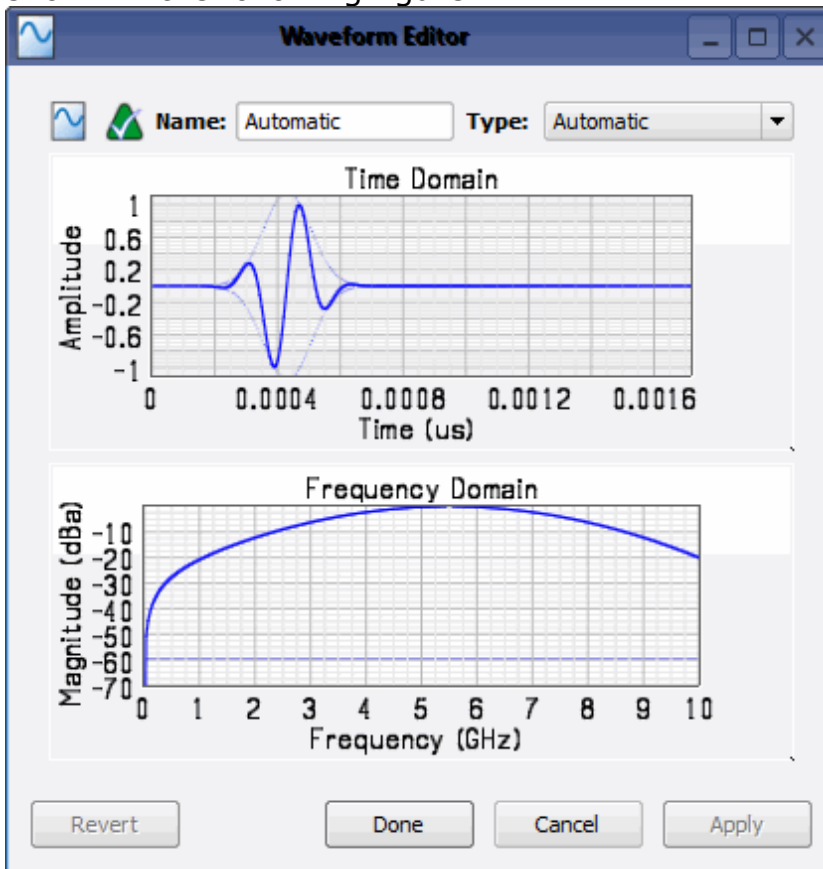 Waveform Editor
Name: Automatic Type: Automatic
Time Domain
Amplitude
1
0.6
0.2
-0.2
-0.6
-1
0 0.0004 0.0008 0.0012 0.0016
Time (us)
Frequency Domain
Magnitude (dBa)
-10
-20
-30
-40
-50
-60
-70
0 1 2 3 4 5 6 7 8 9 10
Frequency (GHz)
Revert Done Cancel Apply